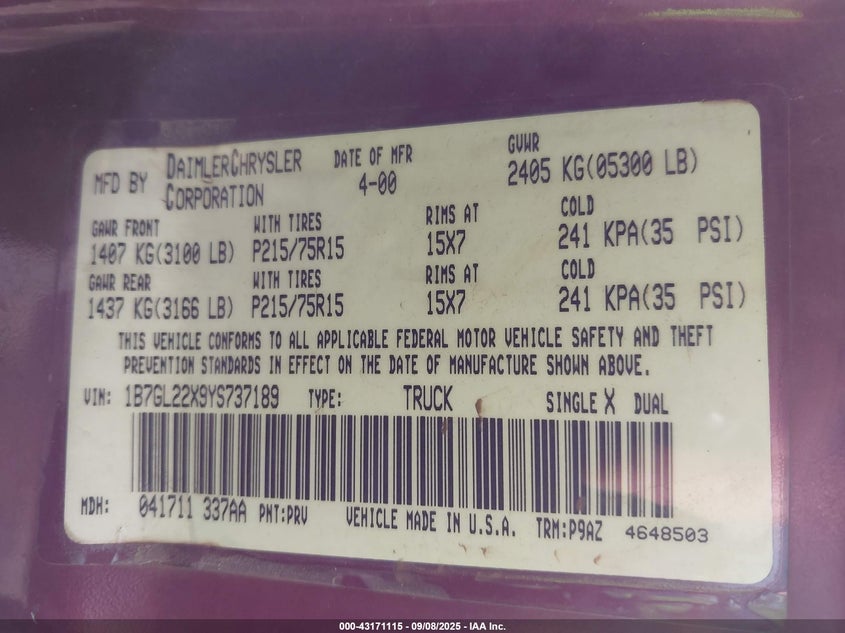 MFD BY DAIMLERCHRYSLER CORPORATION DATE OF MFR 4-00 GVWR 2405 KG(05300 LB)
GAWR FRONT WITH TIRES RIMS AT COLD
1407 KG(3100 LB) P215/75R15 15X7 241 KPA(35 PSI)
GAWR REAR WITH TIRES RIMS AT COLD
1437 KG(3166 LB) P215/75R15 15X7 241 KPA(35 PSI)
THIS VEHICLE CONFORMS TO ALL APPLICABLE FEDERAL MOTOR VEHICLE SAFETY AND THEFT
PREVENTION STANDARDS IN EFFECT ON THE DATE OF MANUFACTURE SHOWN ABOVE.
VIN: 1B7GL22X9YS737189 TYPE: TRUCK SINGLE X DUAL
MDH: 041711 337AA PNT:PRV VEHICLE MADE IN U.S.A. TRM:P9AZ 4648503
000-43171115 - 09/08/2025 - IAA Inc.